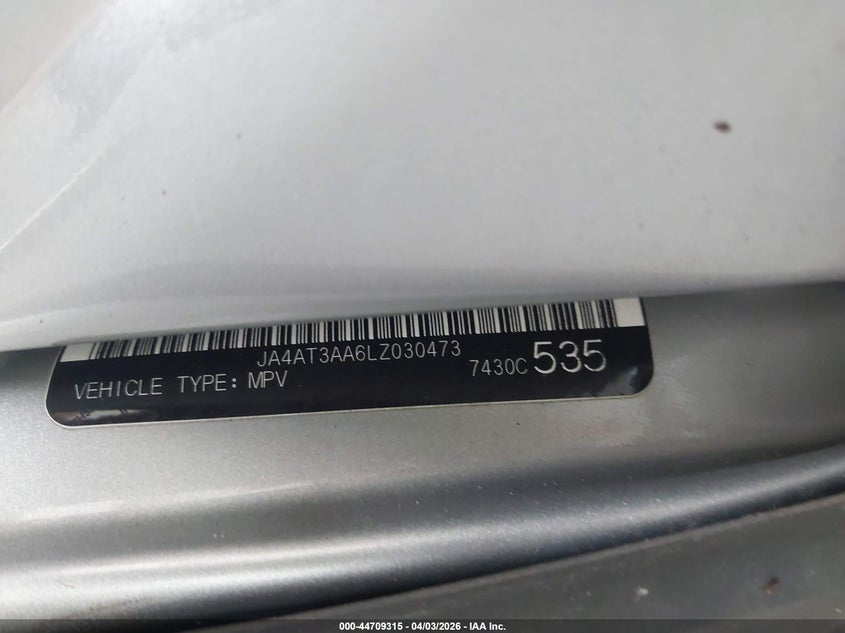 JA4AT3AA6LZ030473
VEHICLE TYPE: MPV 7430C 535
000-44709315 - 04/03/2026 - IAA Inc.